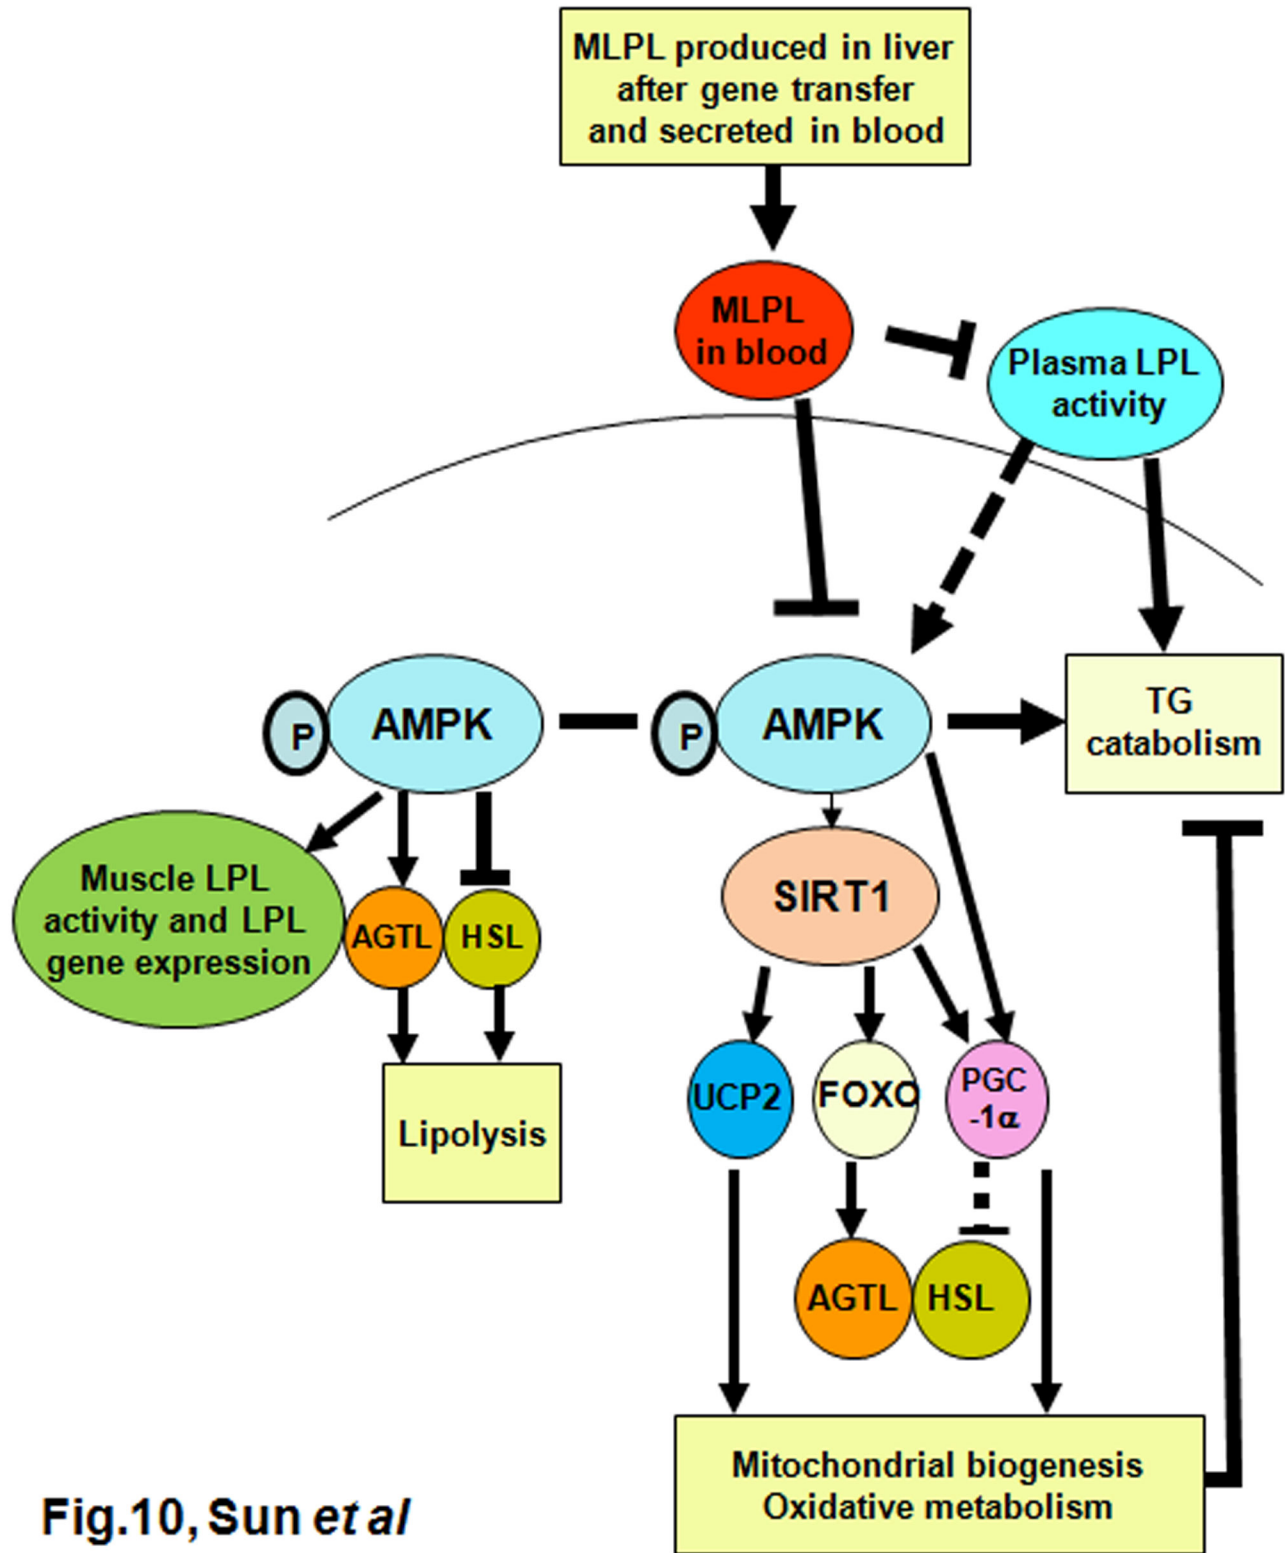 MLPL produced in liver
after gene transfer
and secreted in blood
MLPL
in blood
Plasma LPL
activity
P
AMPK
P
AMPK
TG
catabolism
Muscle LPL
activity and LPL
gene expression
AGTL
HSL
SIRT1
Lipolysis
UCP2
FOXO
PGC
-1α
AGTL
HSL
Mitochondrial biogenesis
Oxidative metabolism
Fig.10, Sun et al